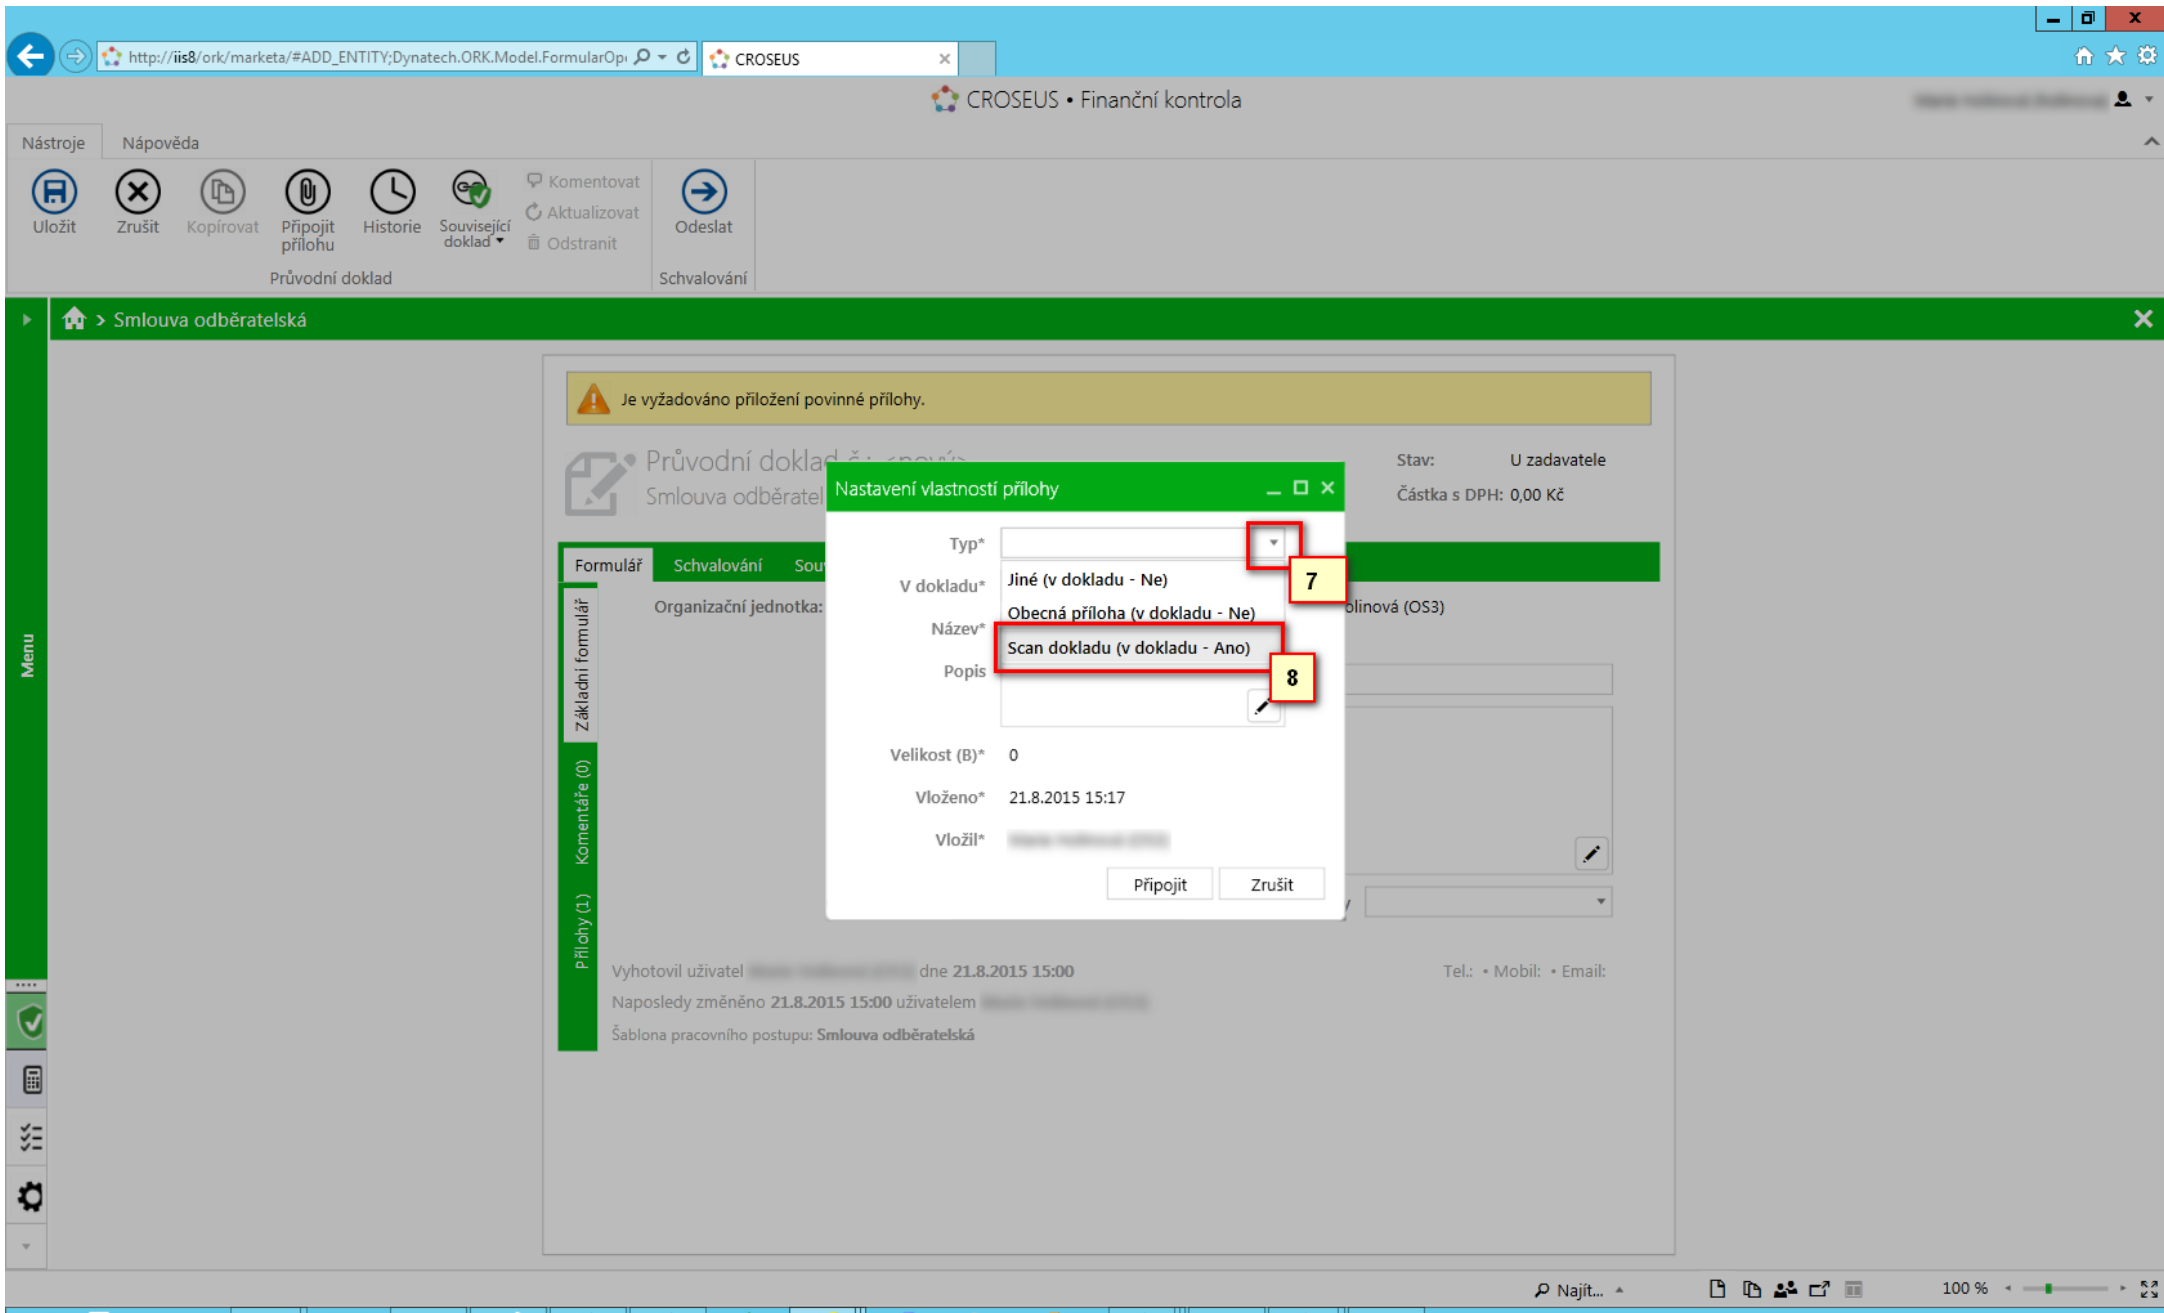 http://iis8/ork/marketa/#ADD_ENTITY;Dynatech.ORK.Model.FormularOp
CROSEUS
CROSEUS • Finanční kontrola
Nástroje
Nápověda
Uložit
Zrušit
Kopírovat
Připojit přílohu
Historie
Související doklad
Komentovat
Aktualizovat
Odstranit
Odeslat
Průvodní doklad
Schvalování
> Smlouva odběratelská
Menu
Je vyžadováno přiložení povinné přílohy.
Průvodní doklad č.: <nový>
Smlouva odběratel
Stav: U zadavatele
Částka s DPH: 0,00 Kč
Formulář
Schvalování
Sou
Základní formulář
Komentáře (0)
Přílohy (1)
Organizační jednotka:
olinová (OS3)
Nastavení vlastností přílohy
Typ*
7
V dokladu*
Jiné (v dokladu - Ne)
Obecná příloha (v dokladu - Ne)
Název*
Scan dokladu (v dokladu - Ano)
8
Popis
Velikost (B)* 0
Vloženo* 21.8.2015 15:17
Vložil*
Připojit
Zrušit
Vyhotovil uživatel
dne 21.8.2015 15:00
Tel.: • Mobil: • Email:
Naposledy změněno 21.8.2015 15:00 uživatelem
Šablona pracovního postupu: Smlouva odběratelská
Najít...
100 %